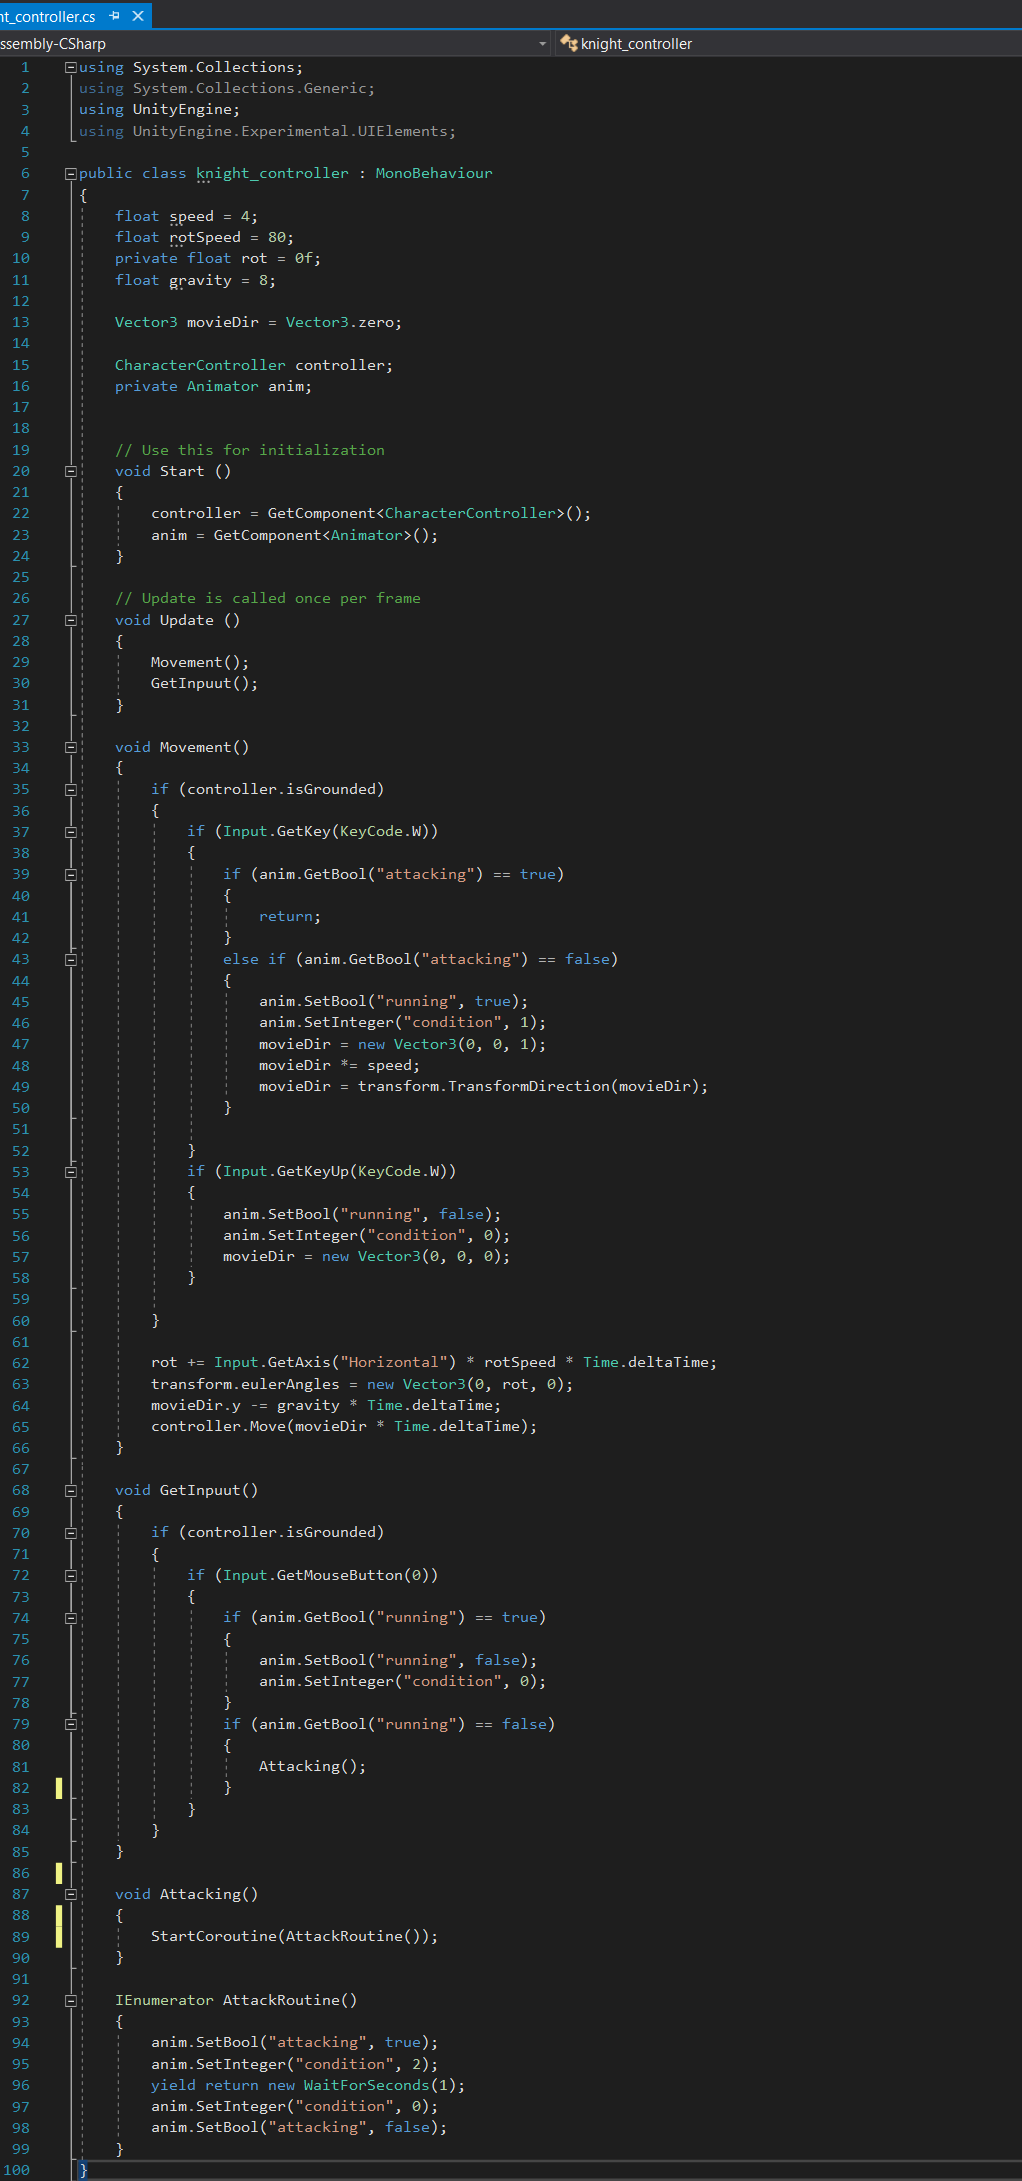 nt_controller.cs
ssembly-CSharp knight_controller
1 using System.Collections;
2 using System.Collections.Generic;
3 using UnityEngine;
4 using UnityEngine.Experimental.UIElements;
5
6 public class knight_controller : MonoBehaviour
7 {
8 float speed = 4;
9 float rotSpeed = 80;
10 private float rot = 0f;
11 float gravity = 8;
12
13 Vector3 movieDir = Vector3.zero;
14
15 CharacterController controller;
16 private Animator anim;
17
18
19 // Use this for initialization
20 void Start ()
21 {
22 controller = GetComponent<CharacterController>();
23 anim = GetComponent<Animator>();
24 }
25
26 // Update is called once per frame
27 void Update ()
28 {
29 Movement();
30 GetInpuut();
31 }
32
33 void Movement()
34 {
35 if (controller.isGrounded)
36 {
37 if (Input.GetKey(KeyCode.W))
38 {
39 if (anim.GetBool("attacking") == true)
40 {
41 return;
42 }
43 else if (anim.GetBool("attacking") == false)
44 {
45 anim.SetBool("running", true);
46 anim.SetInteger("condition", 1);
47 movieDir = new Vector3(0, 0, 1);
48 movieDir *= speed;
49 movieDir = transform.TransformDirection(movieDir);
50 }
51
52 }
53 if (Input.GetKeyUp(KeyCode.W))
54 {
55 anim.SetBool("running", false);
56 anim.SetInteger("condition", 0);
57 movieDir = new Vector3(0, 0, 0);
58 }
59
60 }
61
62 rot += Input.GetAxis("Horizontal") * rotSpeed * Time.deltaTime;
63 transform.eulerAngles = new Vector3(0, rot, 0);
64 movieDir.y -= gravity * Time.deltaTime;
65 controller.Move(movieDir * Time.deltaTime);
66 }
67
68 void GetInpuut()
69 {
70 if (controller.isGrounded)
71 {
72 if (Input.GetMouseButton(0))
73 {
74 if (anim.GetBool("running") == true)
75 {
76 anim.SetBool("running", false);
77 anim.SetInteger("condition", 0);
78 }
79 if (anim.GetBool("running") == false)
80 {
81 Attacking();
82 }
83 }
84 }
85 }
86
87 void Attacking()
88 {
89 StartCoroutine(AttackRoutine());
90 }
91
92 IEnumerator AttackRoutine()
93 {
94 anim.SetBool("attacking", true);
95 anim.SetInteger("condition", 2);
96 yield return new WaitForSeconds(1);
97 anim.SetInteger("condition", 0);
98 anim.SetBool("attacking", false);
99 }
100 }